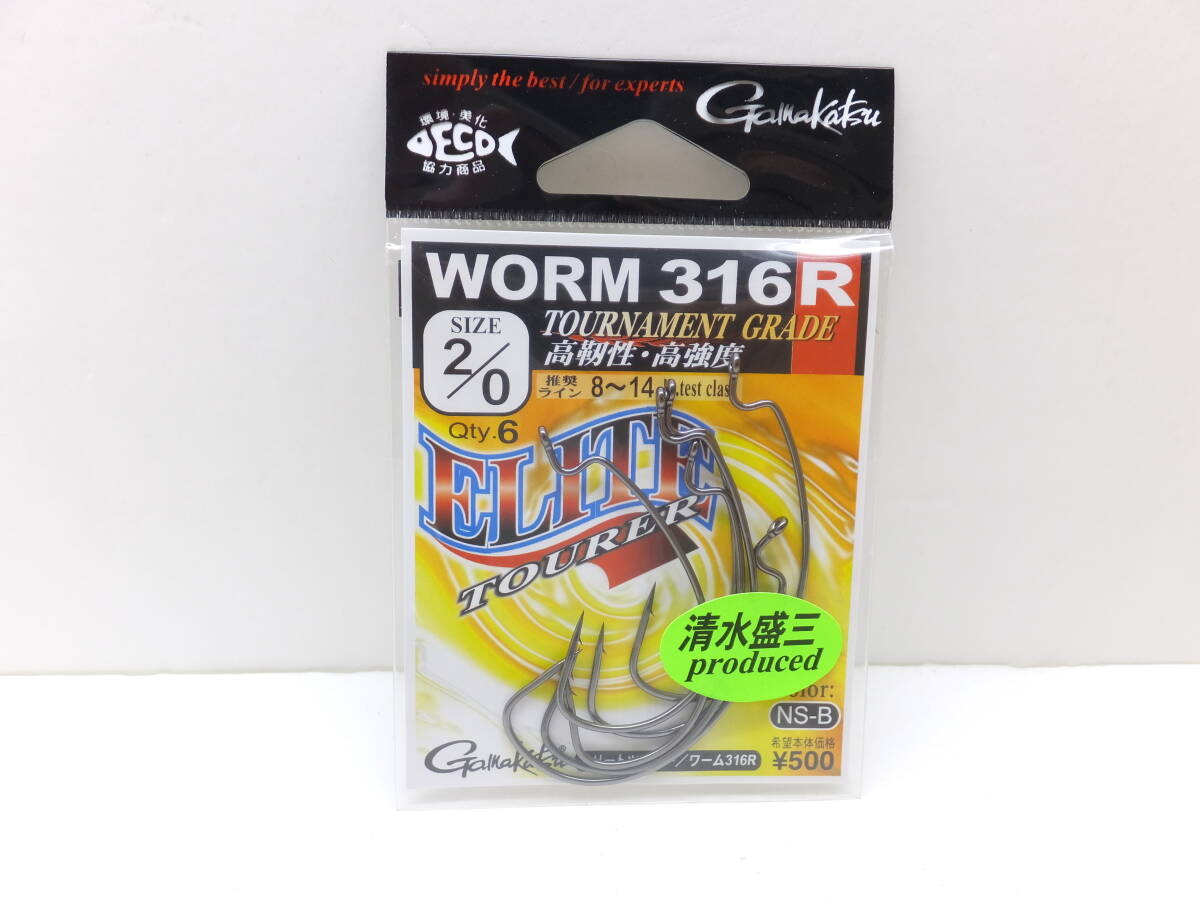 simply the best / for experts
Gamakatsu
環境・美化
ECO
協力商品
WORM 316R
SIZE
2/0
TOURNAMENT GRADE
高靭性・高強度
推奨
ライン
8〜14
.test clas
Qty.6
ELITE
TOURER
清水盛三
produced
NS-B
希望本体価格
¥500
Gamakatsu®
/ワーム316R